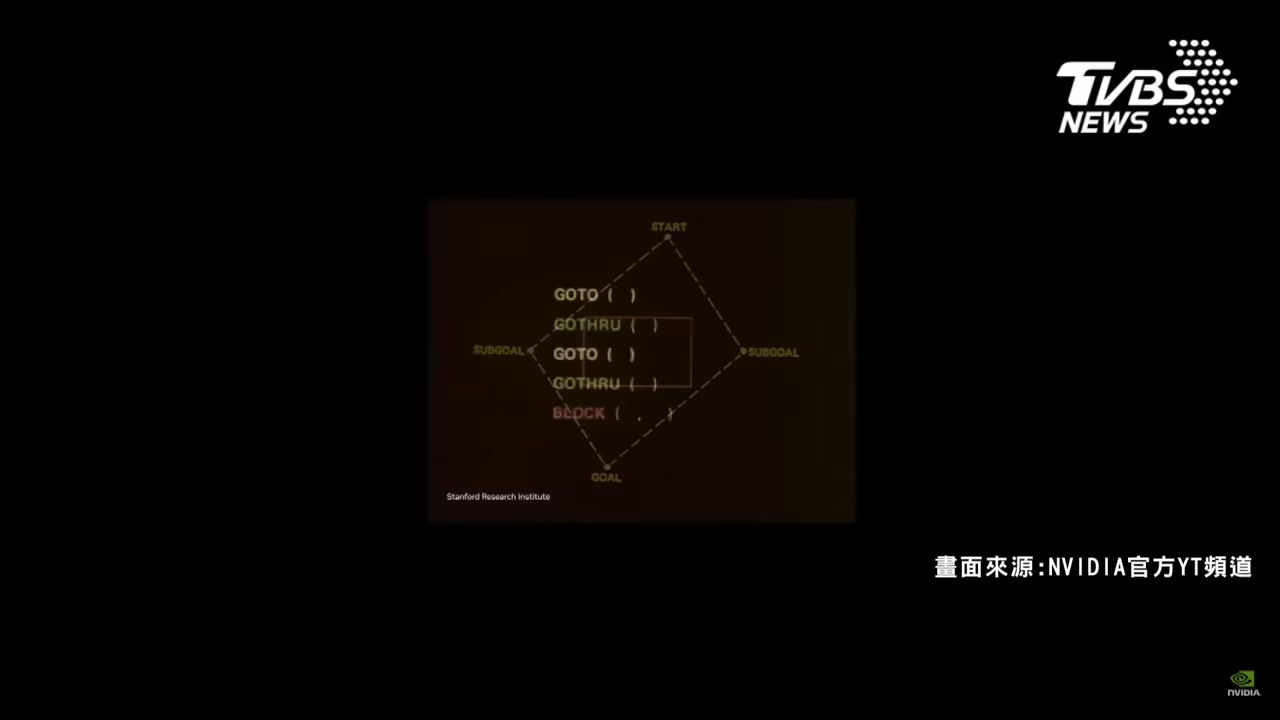 TVBS
NEWS
START
GOTO ( )
GOTHRU ( )
SUBGOAL
GOTO ( )
SUBGOAL
GOTHRU ( )
BLOCK ( , )
GOAL
Stanford Research Institute
畫面來源:NVIDIA官方YT頻道
NVIDIA